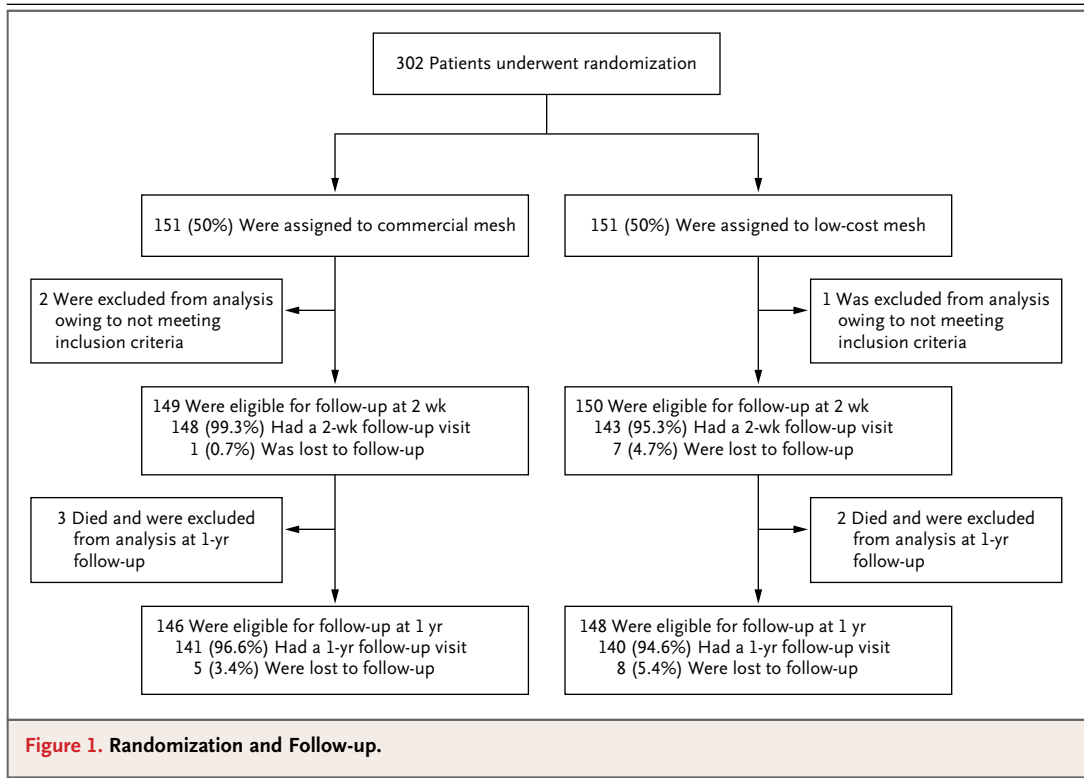 302 Patients underwent randomization
151 (50%) Were assigned to commercial mesh
151 (50%) Were assigned to low-cost mesh
2 Were excluded from analysis
owing to not meeting
inclusion criteria
1 Was excluded from analysis
owing to not meeting
inclusion criteria
149 Were eligible for follow-up at 2 wk
148 (99.3%) Had a 2-wk follow-up visit
1 (0.7%) Was lost to follow-up
150 Were eligible for follow-up at 2 wk
143 (95.3%) Had a 2-wk follow-up visit
7 (4.7%) Were lost to follow-up
3 Died and were excluded
from analysis at 1-yr
follow-up
2 Died and were excluded
from analysis at 1-yr
follow-up
146 Were eligible for follow-up at 1 yr
141 (96.6%) Had a 1-yr follow-up visit
5 (3.4%) Were lost to follow-up
148 Were eligible for follow-up at 1 yr
140 (94.6%) Had a 1-yr follow-up visit
8 (5.4%) Were lost to follow-up
Figure 1. Randomization and Follow-up.